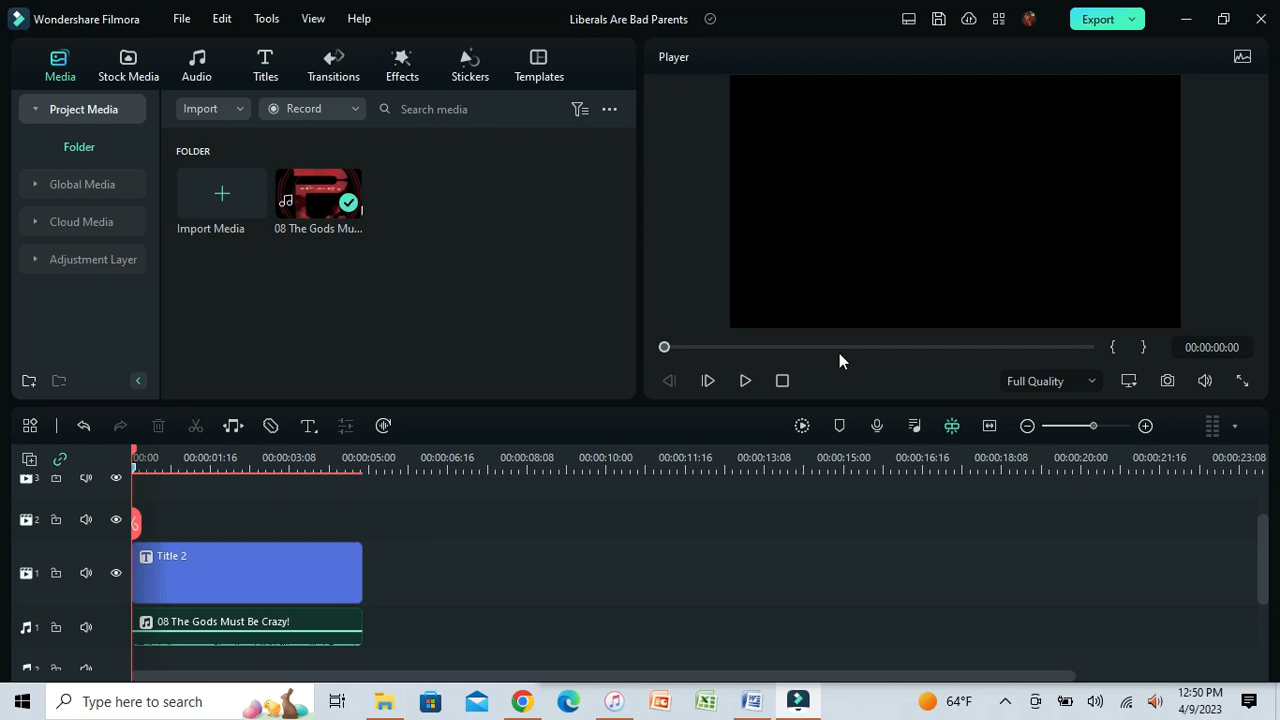 Wondershare Filmora File Edit Tools View Help Liberals Are Bad Parents Export
Media Stock Media Audio Titles Transitions Effects Stickers Templates
Player
Project Media
Import Record Search media
Folder
FOLDER
Global Media
Cloud Media
Adjustment Layer
Import Media 08 The Gods Mu...
{ } 00:00:00:00
Full Quality
00:00 00:00:01:16 00:00:03:08 00:00:05:00 00:00:06:16 00:00:08:08 00:00:10:00 00:00:11:16 00:00:13:08 00:00:15:00 00:00:16:16 00:00:18:08 00:00:20:00 00:00:21:16 00:00:23:08
3
2
1 Title 2
1 08 The Gods Must Be Crazy!
Type here to search 64°F 12:50 PM
4/9/2023